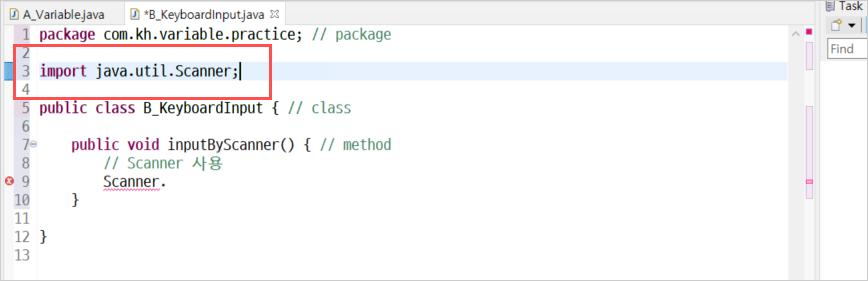 A_Variable.java
*B_KeyboardInput.java
Task
Find
1 package com.kh.variable.practice; // package
2
3 import java.util.Scanner;
4
5 public class B_KeyboardInput { // class
6
7 public void inputByScanner() { // method
8 // Scanner 사용
9 Scanner.
10 }
11
12 }
13